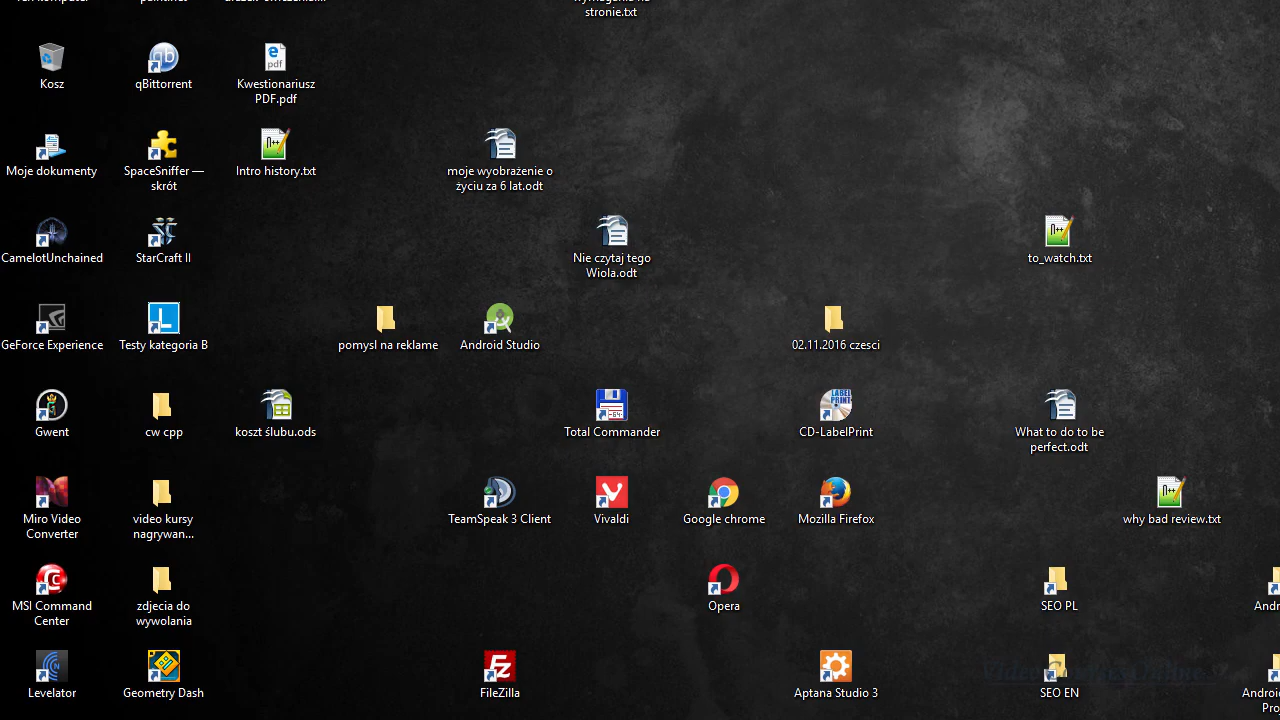 stronie.txt
Kosz
qBittorrent
Kwestionariusz
PDF.pdf
Moje dokumenty
SpaceSniffer —
skrót
Intro history.txt
moje wyobrażenie o
życiu za 6 lat.odt
CamelotUnchained
StarCraft II
Nie czytaj tego
Wiola.odt
to_watch.txt
GeForce Experience
Testy kategoria B
pomysl na reklame
Android Studio
02.11.2016 czesci
Gwent
cw cpp
koszt ślubu.ods
Total Commander
CD-LabelPrint
What to do to be
perfect.odt
Miro Video
Converter
video kursy
nagrywan...
TeamSpeak 3 Client
Vivaldi
Google chrome
Mozilla Firefox
why bad review.txt
MSI Command
Center
zdjecia do
wywolania
Opera
SEO PL
Andr
Levelator
Geometry Dash
FileZilla
Aptana Studio 3
SEO EN
Android
Pro